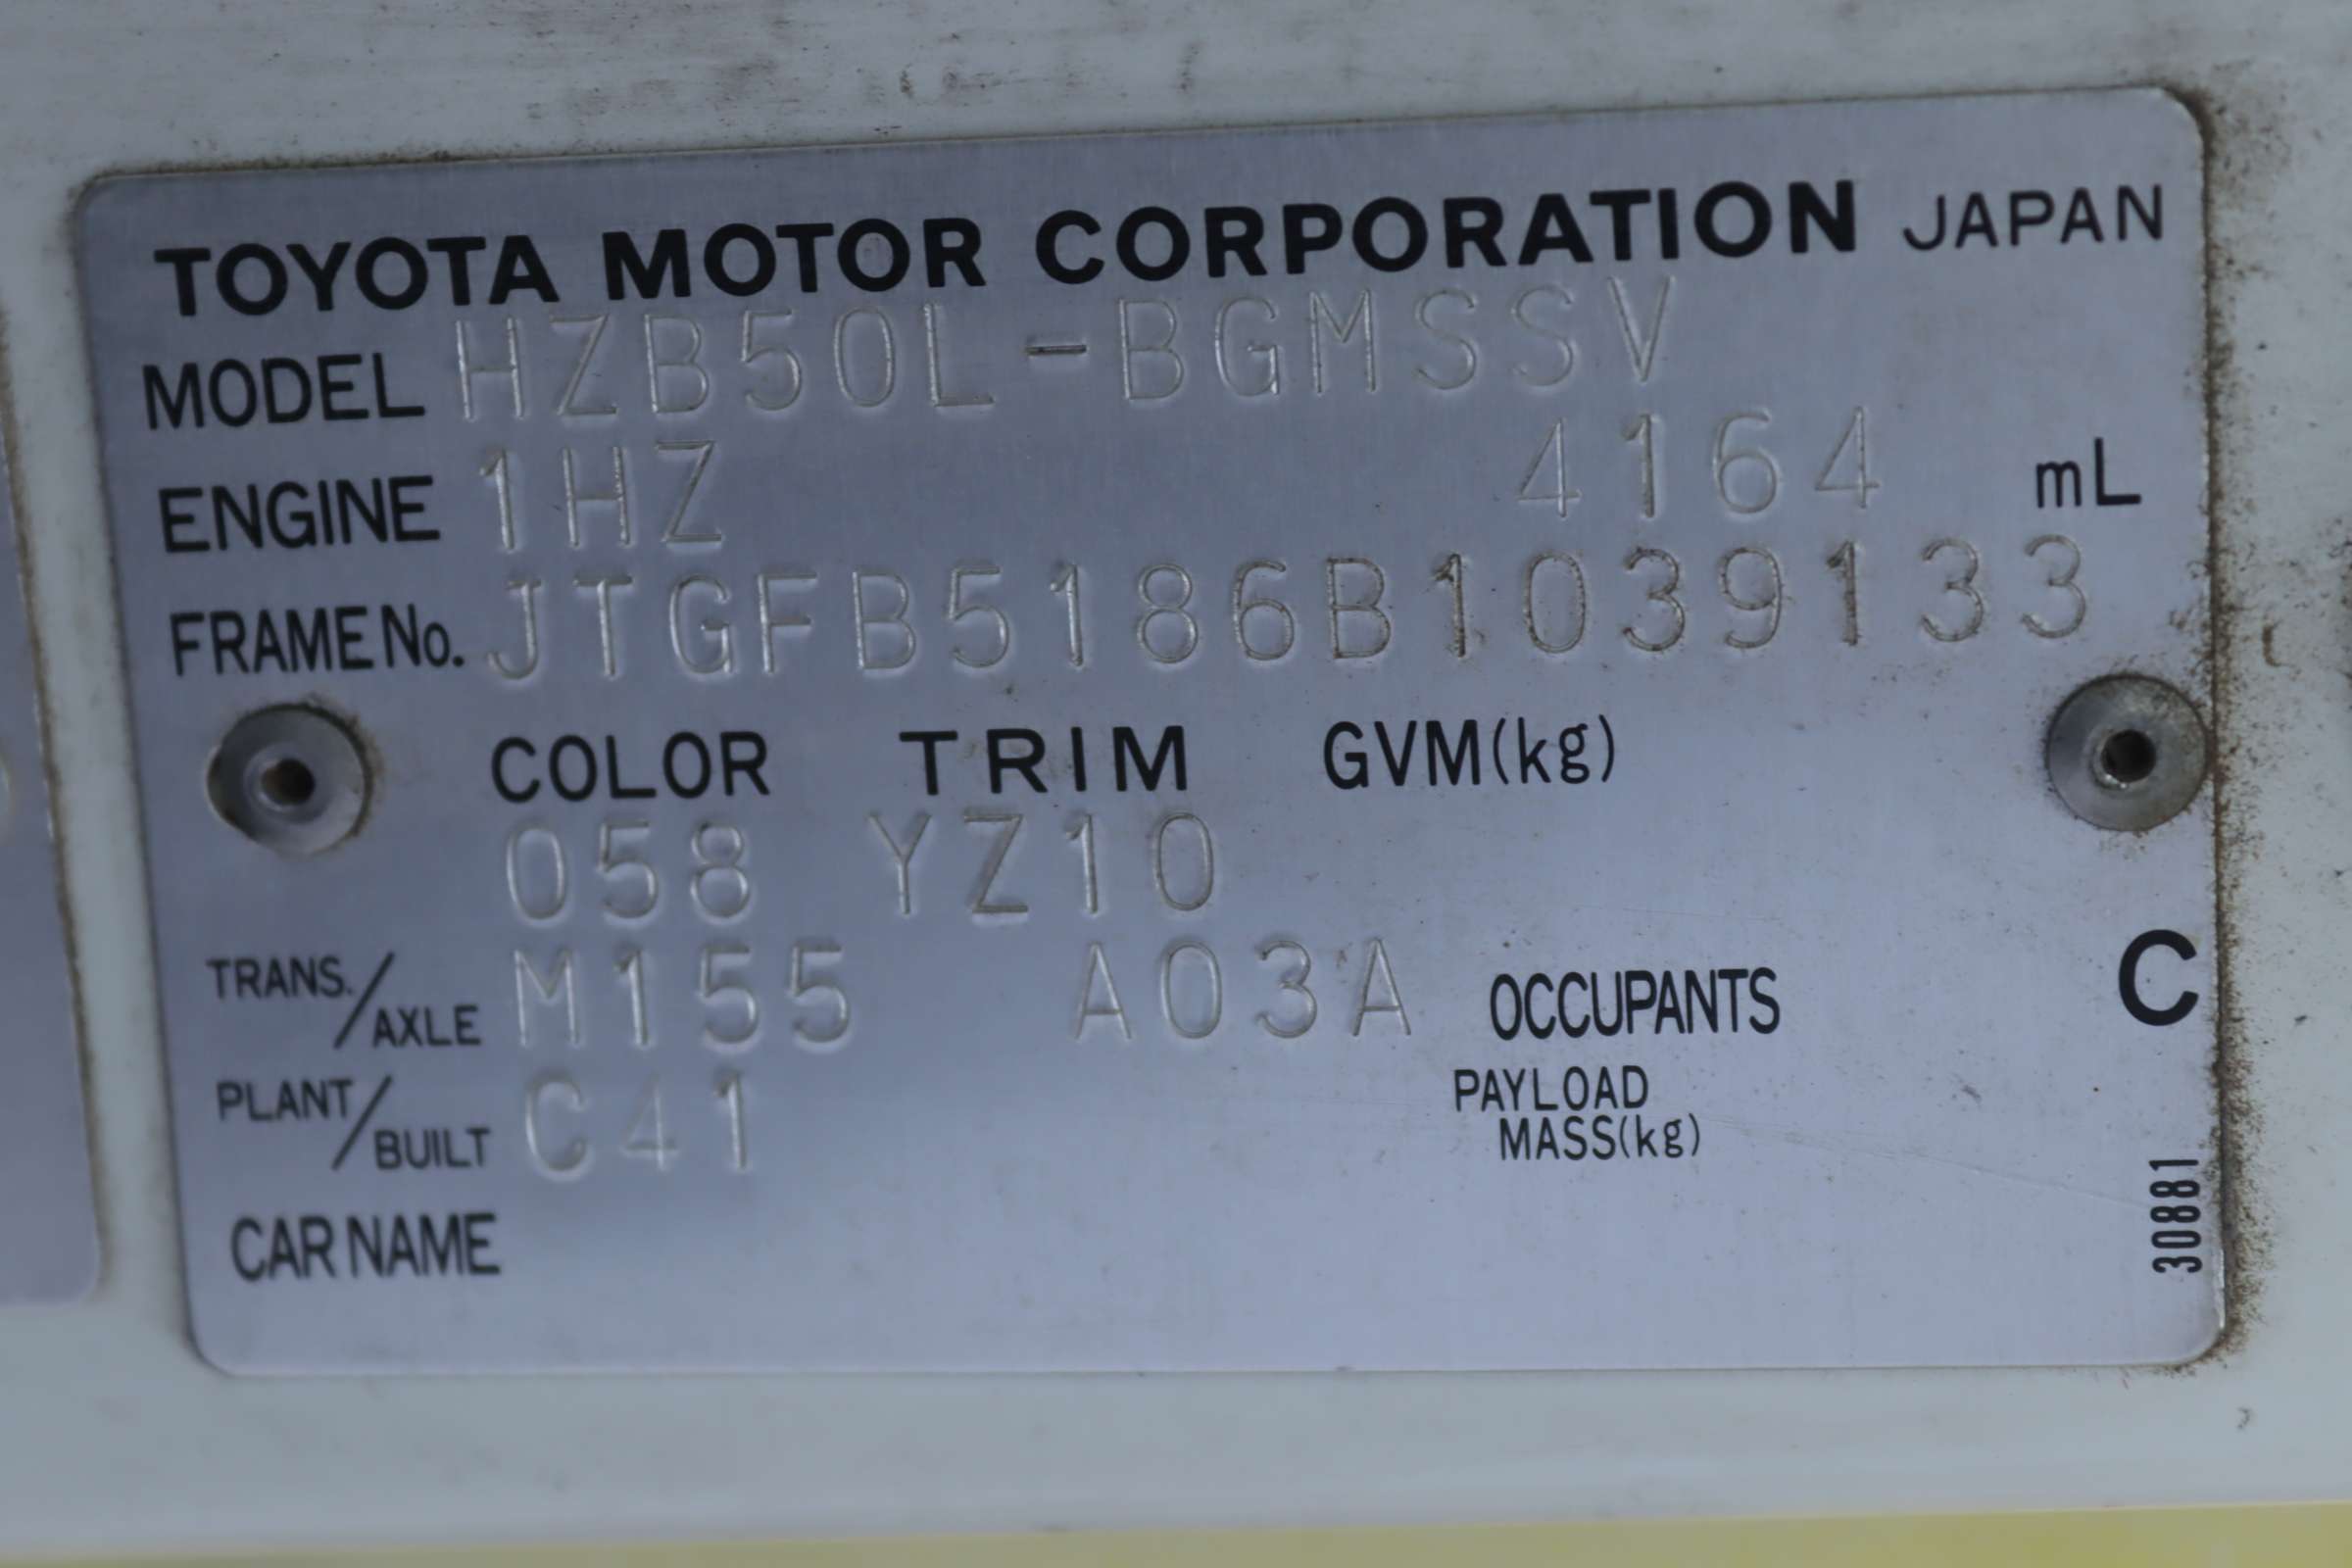 TOYOTA MOTOR CORPORATION JAPAN
MODEL HZB50L-BGMSSV
ENGINE 1HZ 4164 mL
FRAME No. JTGFB5186B1039133
COLOR TRIM GVM(kg)
058 YZ10
TRANS./AXLE M155 A03A OCCUPANTS C
PLANT/BUILT C41 PAYLOAD MASS(kg)
CAR NAME
30881